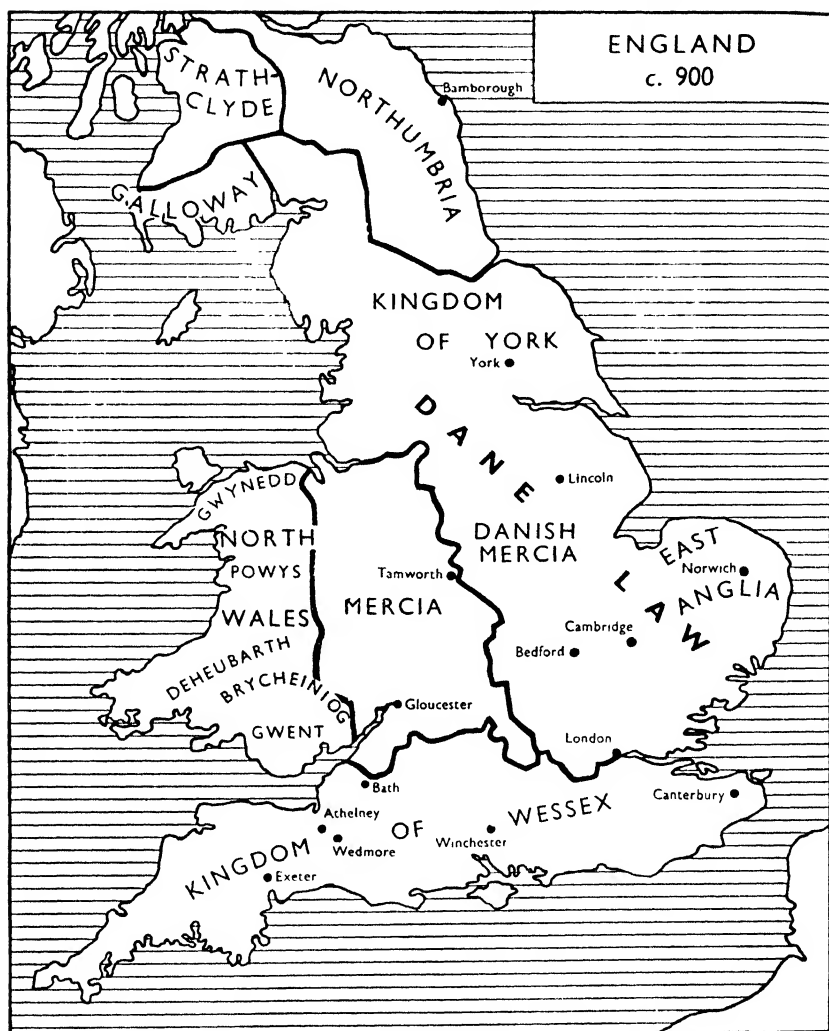 ENGLAND
c. 900
STRATH-
CLYDE
NORTHUMBRIA
Bamborough
GALLOWAY
KINGDOM
OF YORK
York
DANE
LAW
Lincoln
GWYNEDD
NORTH
POWYS
WALES
DEHEUBARTH
BRYCHEINIOG
GWENT
DANISH
MERCIA
Tamworth
MERCIA
EAST
ANGLIA
Norwich
Cambridge
Bedford
Gloucester
London
Bath
Canterbury
Athelney
Wedmore
Winchester
KINGDOM OF WESSEX
Exeter